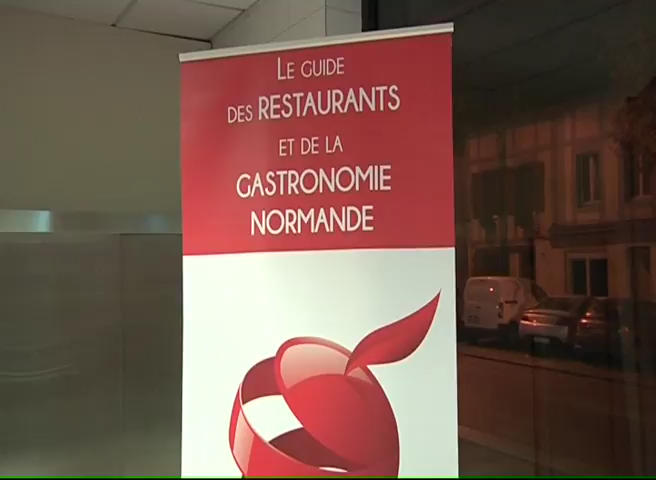 LE GUIDE
DES RESTAURANTS
ET DE LA
GASTRONOMIE
NORMANDE